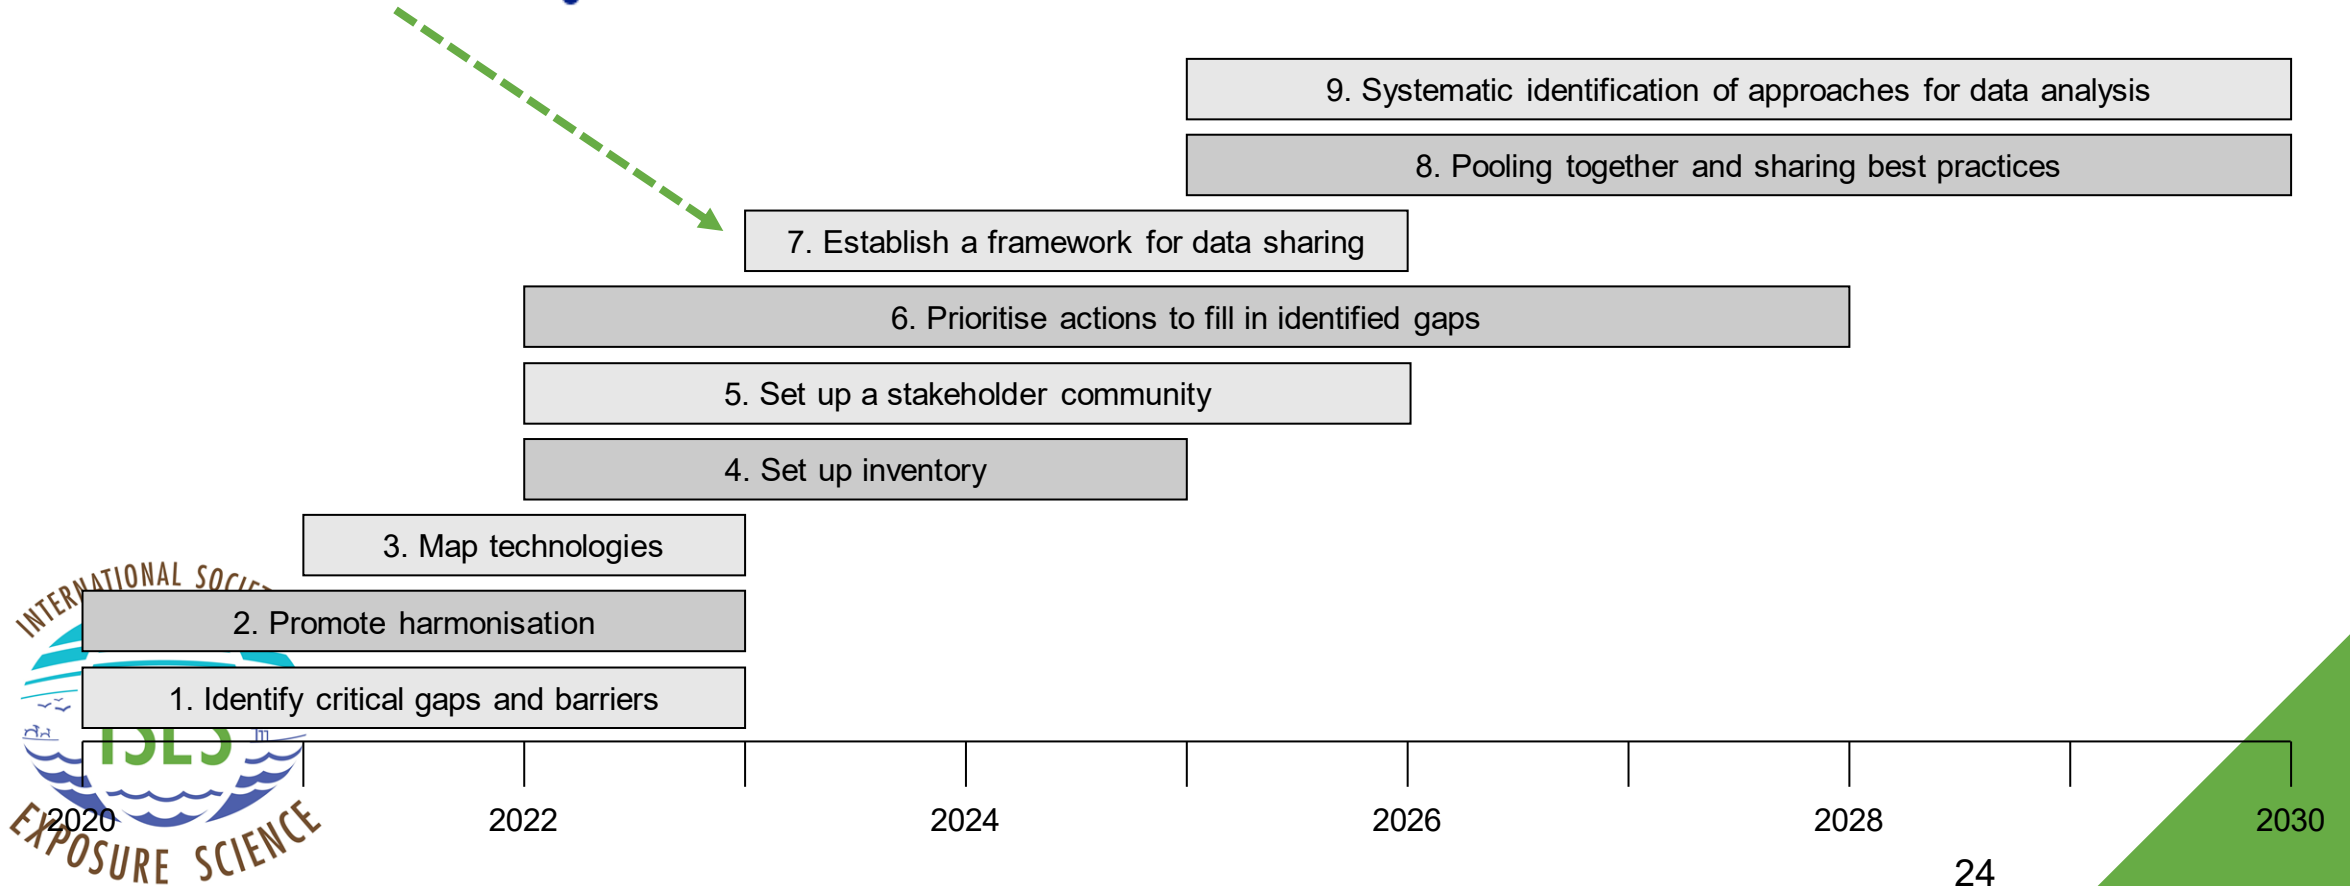 9. Systematic identification of approaches for data analysis
8. Pooling together and sharing best practices
7. Establish a framework for data sharing
6. Prioritise actions to fill in identified gaps
5. Set up a stakeholder community
4. Set up inventory
3. Map technologies
INTERNATIONAL
2. Promote harmonisation
1. Identify critical gaps and barriers
2020 2022 2024 2026 2028 2030
EXPOSURE SCIENCE
24